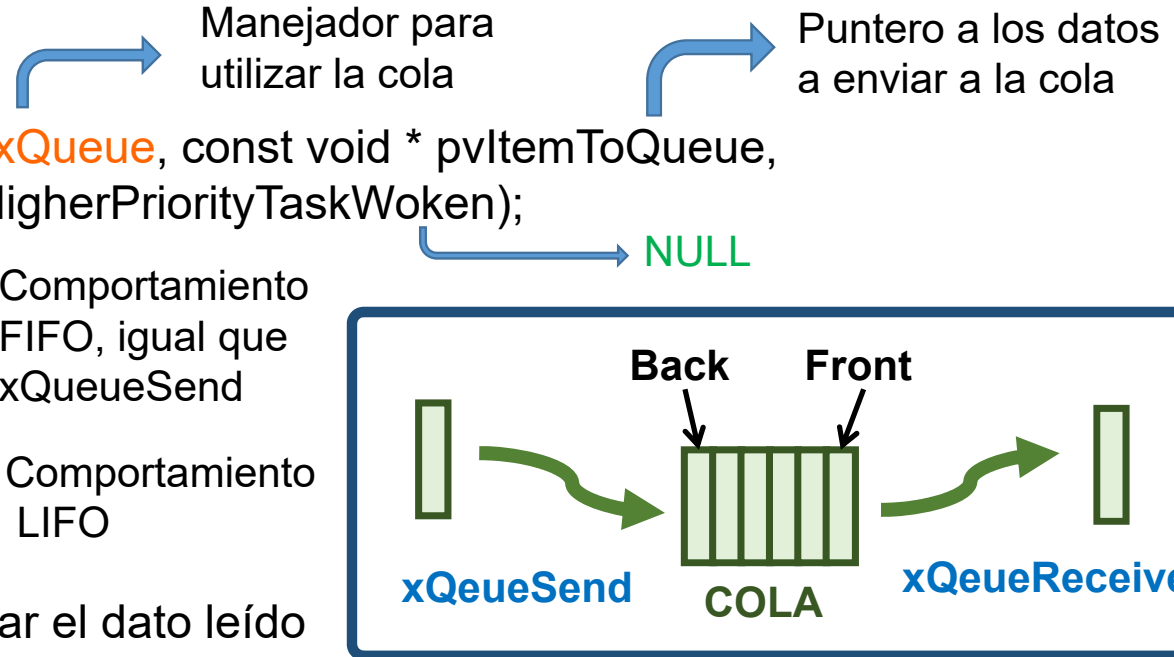 Manejador para
utilizar la cola
Puntero a los datos
a enviar a la cola
xQueue, const void * pvItemToQueue,
HigherPriorityTaskWoken);
NULL
Comportamiento
FIFO, igual que
xQueueSend
Comportamiento
LIFO
ar el dato leído
Back Front
xQeueSend
COLA
xQeueReceive